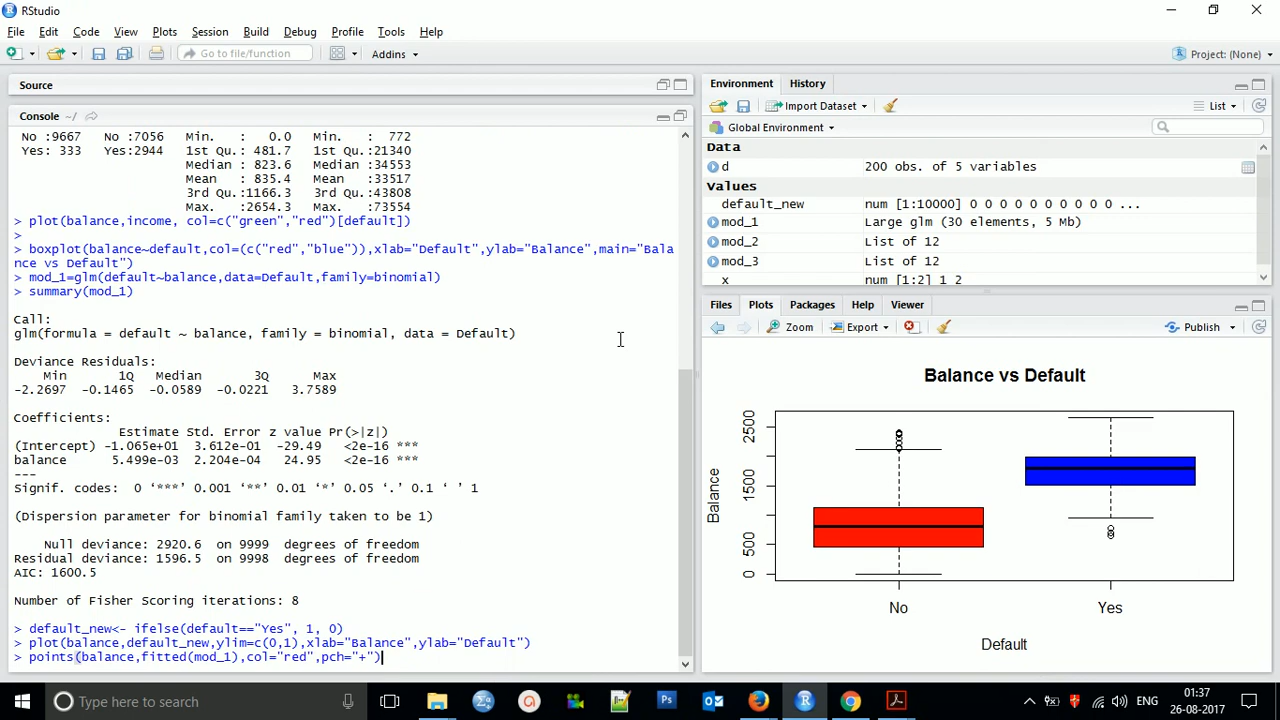 RStudio
File Edit Code View Plots Session Build Debug Profile Tools Help
Go to file/function Addins Project: (None)
Source
Console ~/
No :9667 No :7056 Min. : 0.0 Min. : 772
Yes: 333 Yes:2944 1st Qu.: 481.7 1st Qu.:21340
Median : 823.6 Median :34553
Mean : 835.4 Mean :33517
3rd Qu.:1166.3 3rd Qu.:43808
Max. :2654.3 Max. :73554
> plot(balance,income, col=c("green","red")[default])
>
> boxplot(balance~default,col=(c("red","blue")),xlab="Default",ylab="Balance",main="Bala
nce vs Default")
> mod_1=glm(default~balance,data=Default,family=binomial)
> summary(mod_1)
Call:
glm(formula = default ~ balance, family = binomial, data = Default)
Deviance Residuals:
Min 1Q Median 3Q Max
-2.2697 -0.1465 -0.0589 -0.0221 3.7589
Coefficients:
Estimate Std. Error z value Pr(>|z|)
(Intercept) -1.065e+01 3.612e-01 -29.49 <2e-16 ***
balance 5.499e-03 2.204e-04 24.95 <2e-16 ***
---
Signif. codes: 0 ‘***’ 0.001 ‘**’ 0.01 ‘*’ 0.05 ‘.’ 0.1 ‘ ’ 1
(Dispersion parameter for binomial family taken to be 1)
Null deviance: 2920.6 on 9999 degrees of freedom
Residual deviance: 1596.5 on 9998 degrees of freedom
AIC: 1600.5
Number of Fisher Scoring iterations: 8
> default_new<- ifelse(default=="Yes", 1, 0)
> plot(balance,default_new,ylim=c(0,1),xlab="Balance",ylab="Default")
> points(balance,fitted(mod_1),col="red",pch="+")
Environment History
Import Dataset List
Global Environment
Data
d 200 obs. of 5 variables
Values
default_new num [1:10000] 0 0 0 0 0 0 0 0 0 0 ...
mod_1 Large glm (30 elements, 5 Mb)
mod_2 List of 12
mod_3 List of 12
x num [1:2] 1 2
Files Plots Packages Help Viewer
Zoom Export Publish
Balance vs Default
Balance
2500
1500
500
0
No Yes
Default
Type here to search
ENG
01:37
26-08-2017